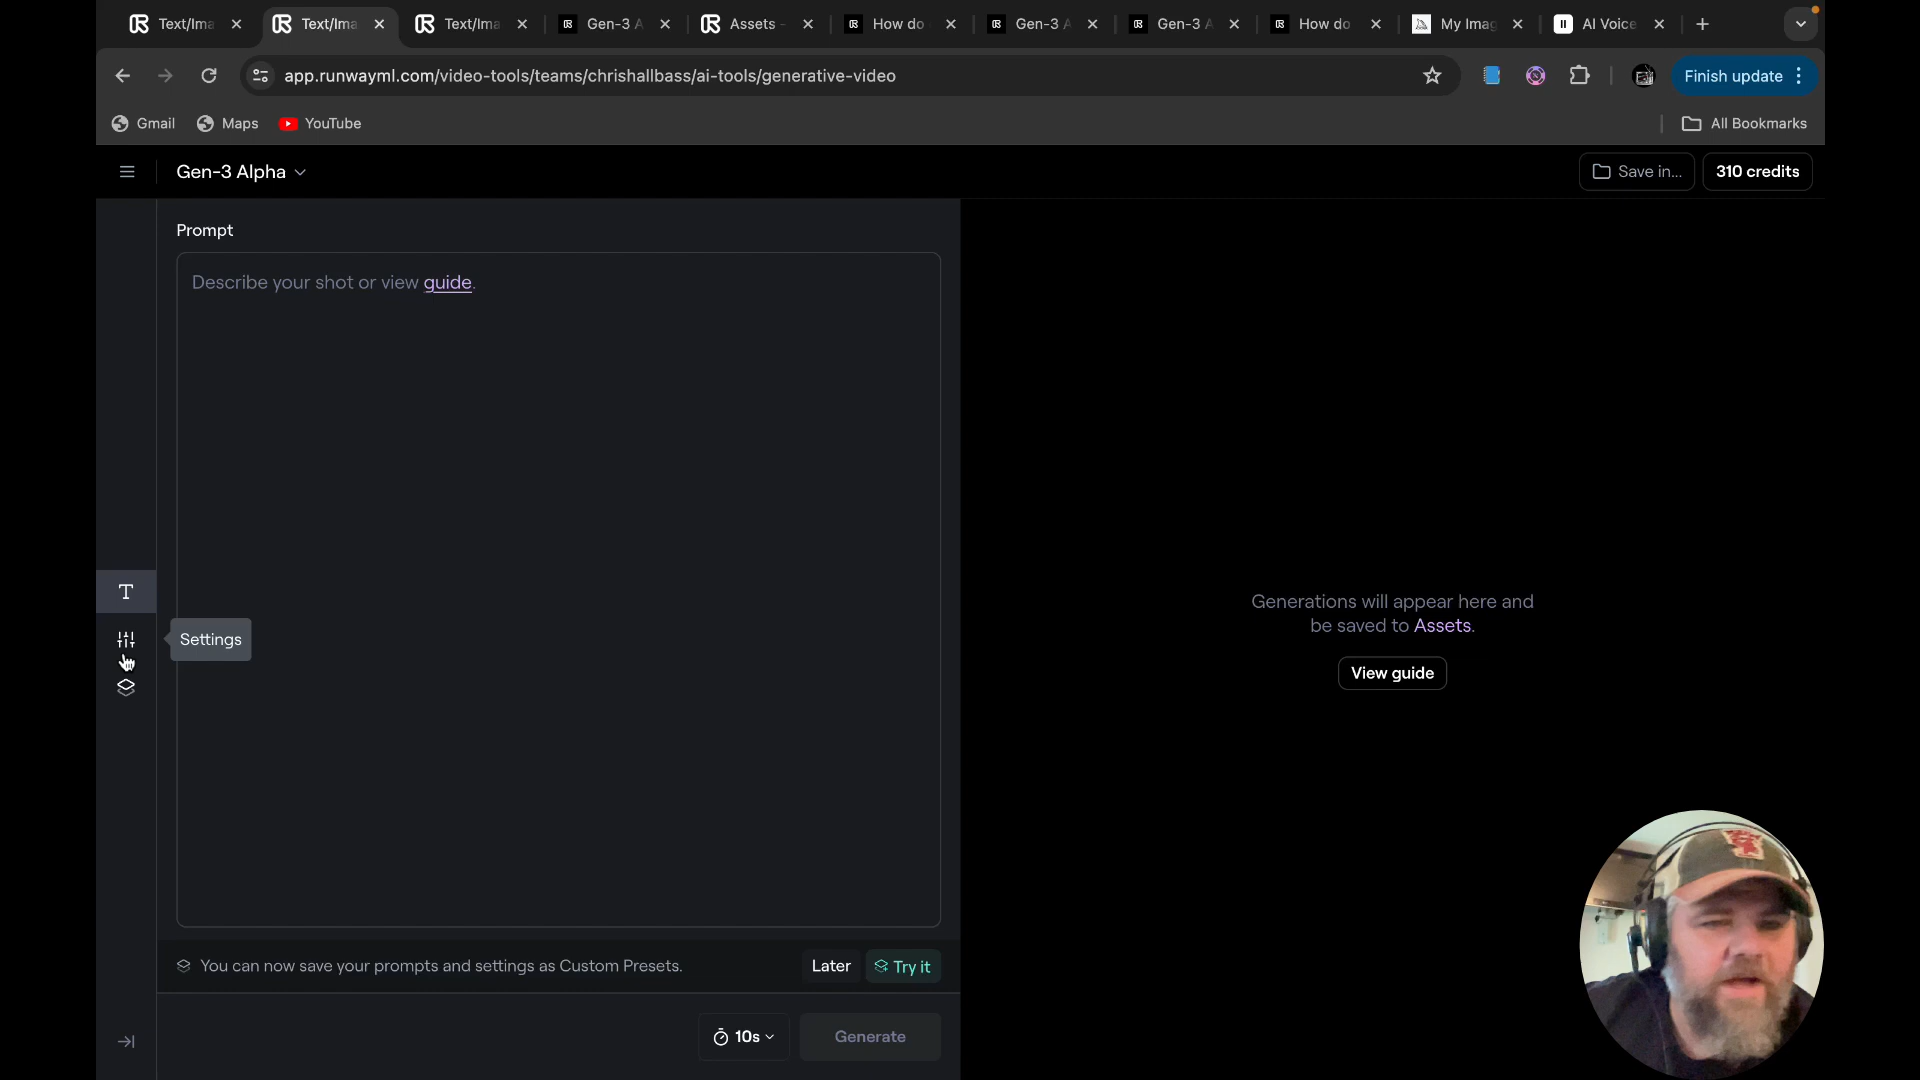 Text/Ima
Text/Ima
Text/Ima
Gen-3 A
Assets -
How do
Gen-3 A
Gen-3 A
How do
My Imag
AI Voice
app.runwayml.com/video-tools/teams/chrishallbass/ai-tools/generative-video
Finish update
Gmail
Maps
YouTube
All Bookmarks
Gen-3 Alpha
Save in...
310 credits
Prompt
Describe your shot or view guide.
T
Settings
Generations will appear here and
be saved to Assets.
View guide
You can now save your prompts and settings as Custom Presets.
Later
Try it
10s
Generate